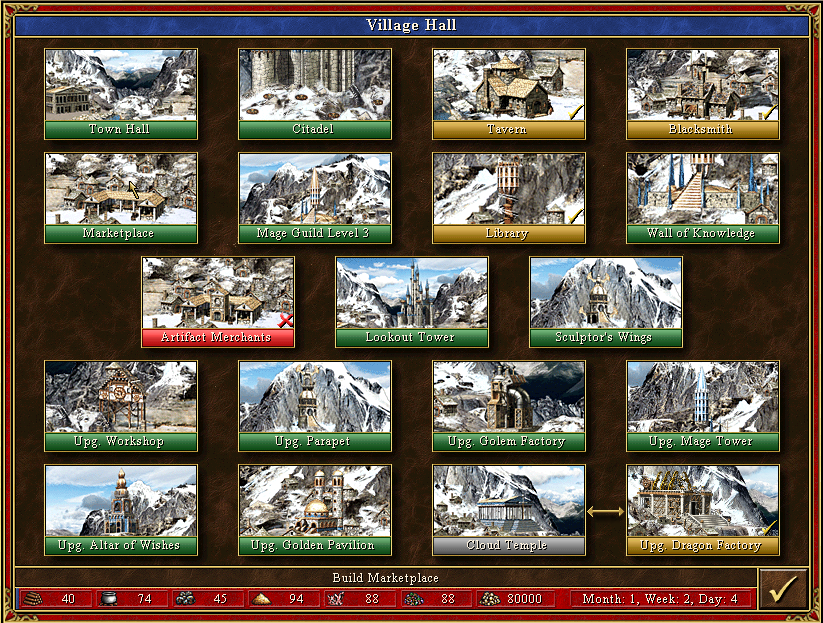 Village Hall
Town Hall
Citadel
Tavern
Blacksmith
Marketplace
Mage Guild Level 3
Library
Wall of Knowledge
Artifact Merchants
Lookout Tower
Sculptor's Wings
Upg. Workshop
Upg. Parapet
Upg. Golem Factory
Upg. Mage Tower
Upg. Altar of Wishes
Upg. Golden Pavilion
Cloud Temple
Upg. Dragon Factory
Build Marketplace
40 74 45 94 88 88 80000 Month: 1, Week: 2, Day: 4